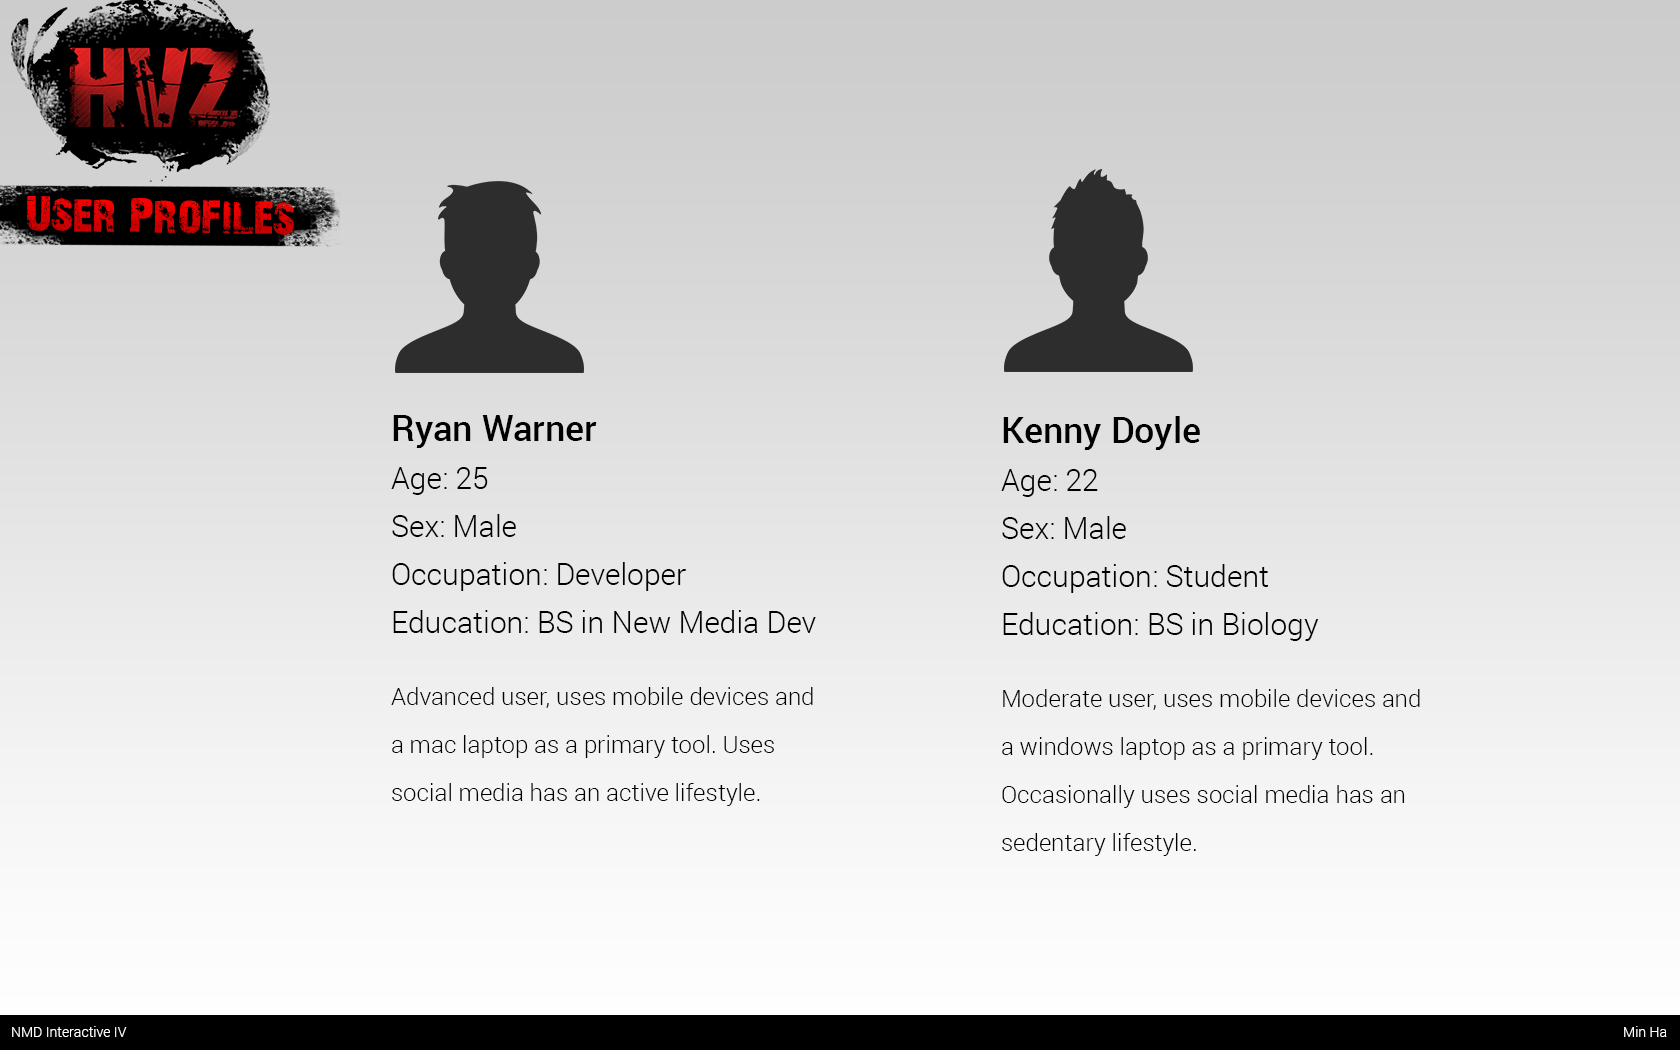 HVZ
USER PROFILES
Ryan Warner
Age: 25
Sex: Male
Occupation: Developer
Education: BS in New Media Dev
Advanced user, uses mobile devices and
a mac laptop as a primary tool. Uses
social media has an active lifestyle.
Kenny Doyle
Age: 22
Sex: Male
Occupation: Student
Education: BS in Biology
Moderate user, uses mobile devices and
a windows laptop as a primary tool.
Occasionally uses social media has an
sedentary lifestyle.
NMD Interactive IV
Min Ha